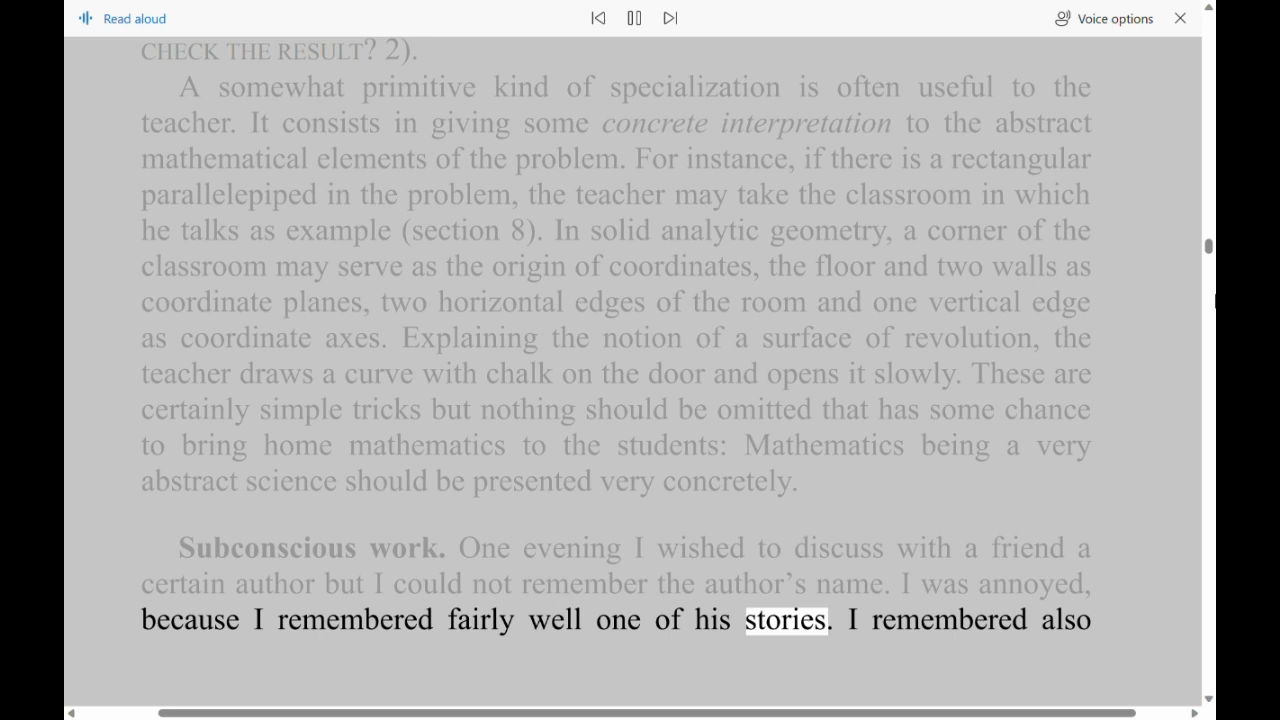 Read aloud
Voice options
CHECK THE RESULT? 2).
A somewhat primitive kind of specialization is often useful to the
teacher. It consists in giving some concrete interpretation to the abstract
mathematical elements of the problem. For instance, if there is a rectangular
parallelepiped in the problem, the teacher may take the classroom in which
he talks as example (section 8). In solid analytic geometry, a corner of the
classroom may serve as the origin of coordinates, the floor and two walls as
coordinate planes, two horizontal edges of the room and one vertical edge
as coordinate axes. Explaining the notion of a surface of revolution, the
teacher draws a curve with chalk on the door and opens it slowly. These are
certainly simple tricks but nothing should be omitted that has some chance
to bring home mathematics to the students: Mathematics being a very
abstract science should be presented very concretely.
Subconscious work. One evening I wished to discuss with a friend a
certain author but I could not remember the author’s name. I was annoyed,
because I remembered fairly well one of his stories. I remembered also